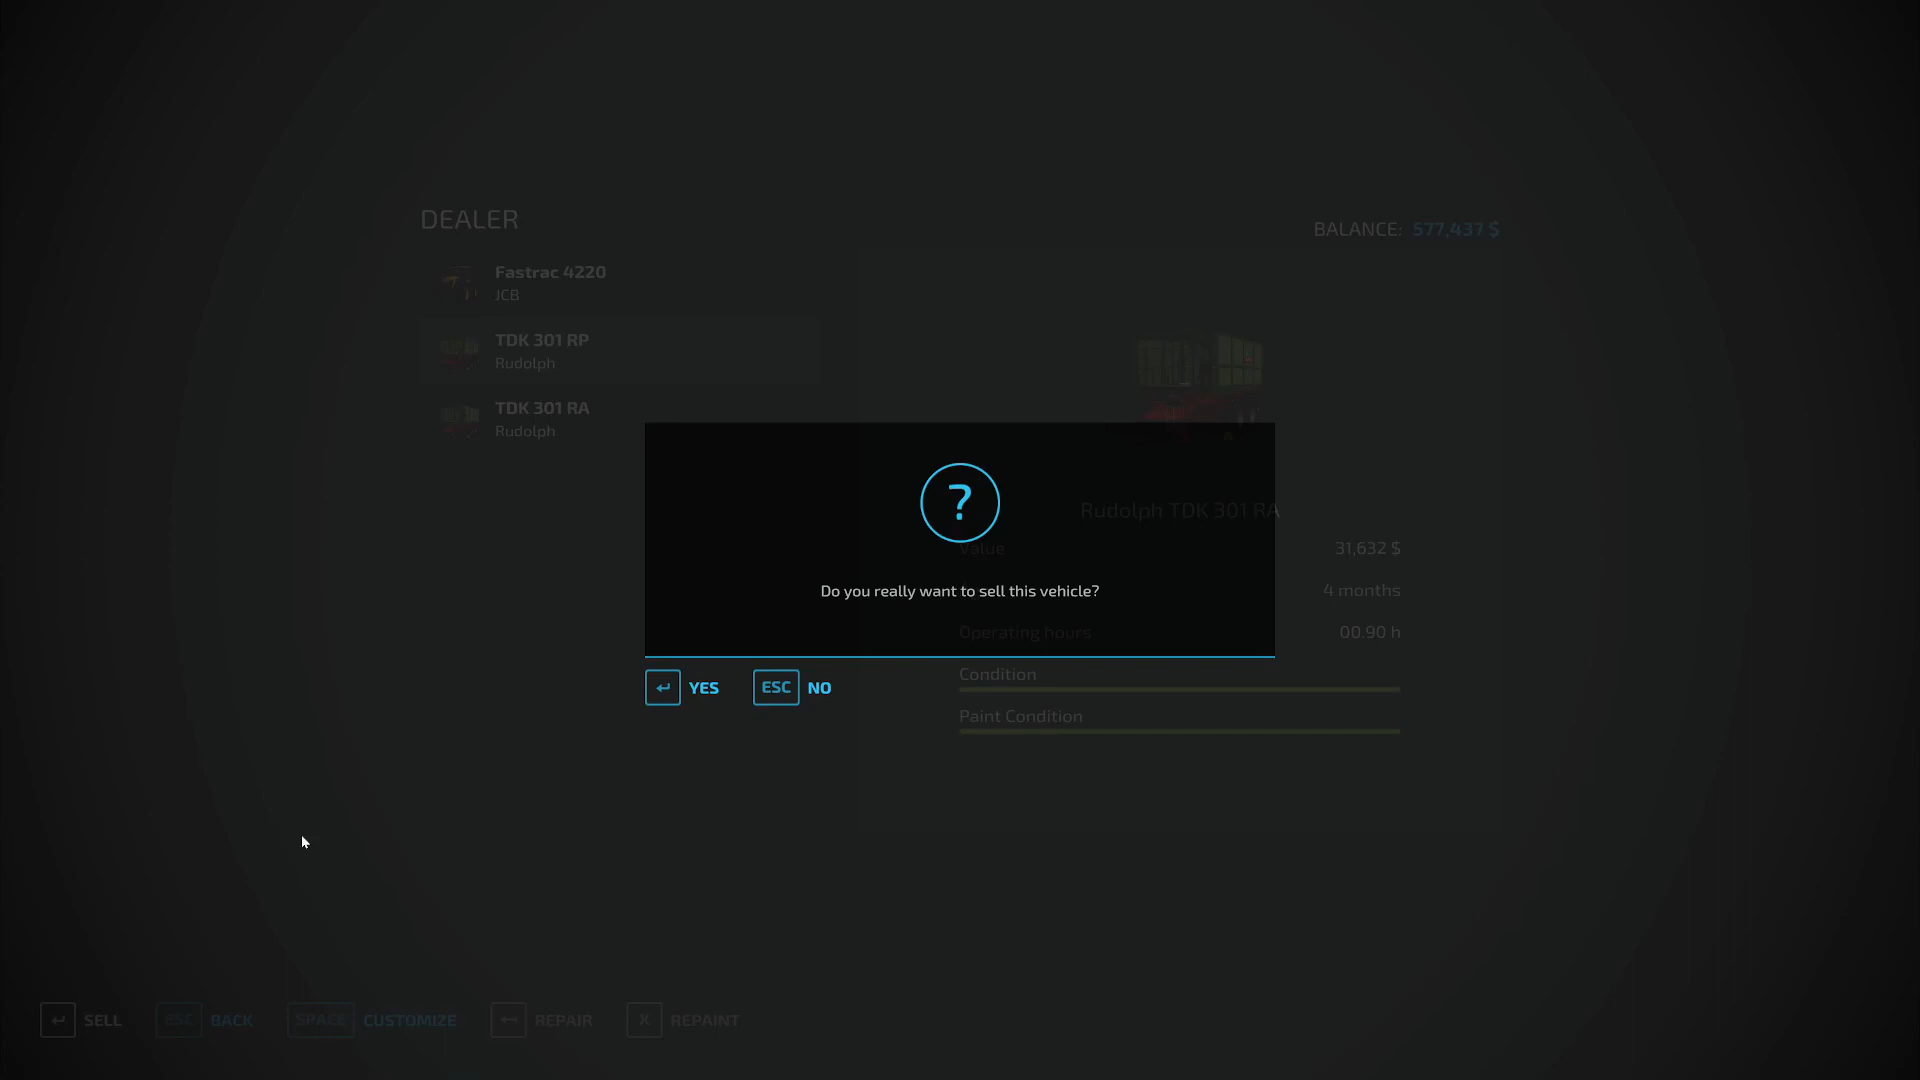 DEALER
BALANCE: 577,437 $
Fastrac 4220
JCB
TDK 301 RP
Rudolph
TDK 301 RA
Rudolph
?
Rudolph TDK 301 RA
Value 31,632 $
Do you really want to sell this vehicle?
4 months
Operating hours 00.90 h
Condition
ESC
YES
NO
Paint Condition
SELL
ESC BACK
SPACE CUSTOMIZE
REPAIR
X REPAINT